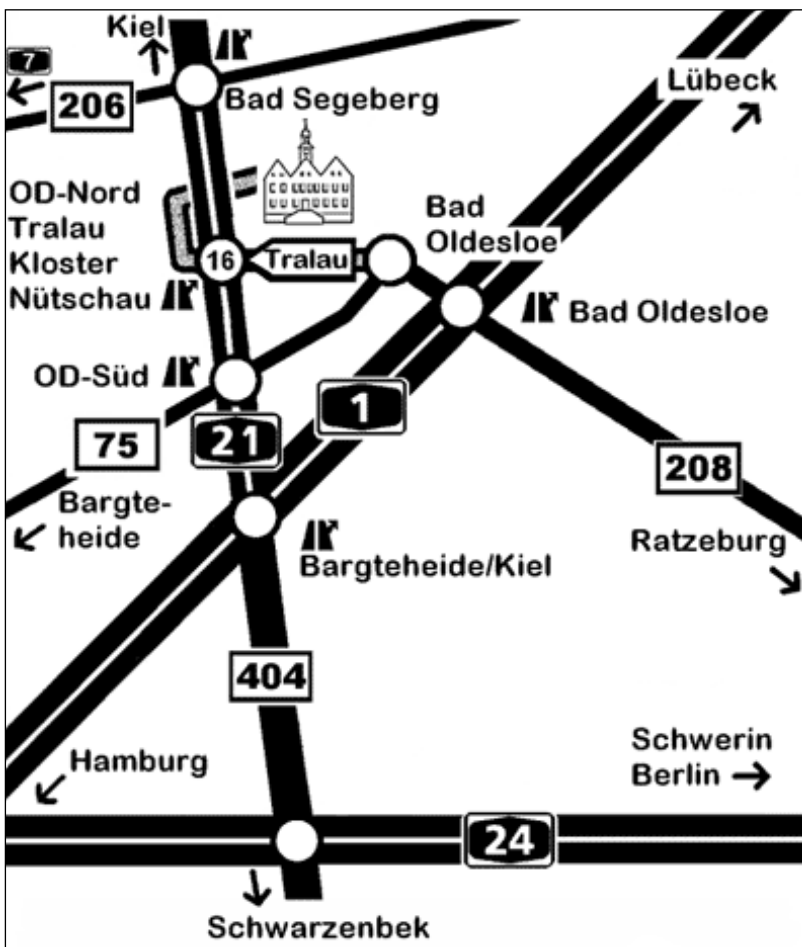 Kiel
7
206
Bad Segeberg
Lübeck
OD-Nord
Tralau
Kloster
Nütschau
16
Tralau
Bad
Oldesloe
Bad Oldesloe
OD-Süd
1
75
21
208
Bargte-
heide
Ratzeburg
Bargteheide/Kiel
404
Hamburg
Schwerin
Berlin
24
Schwarzenbek